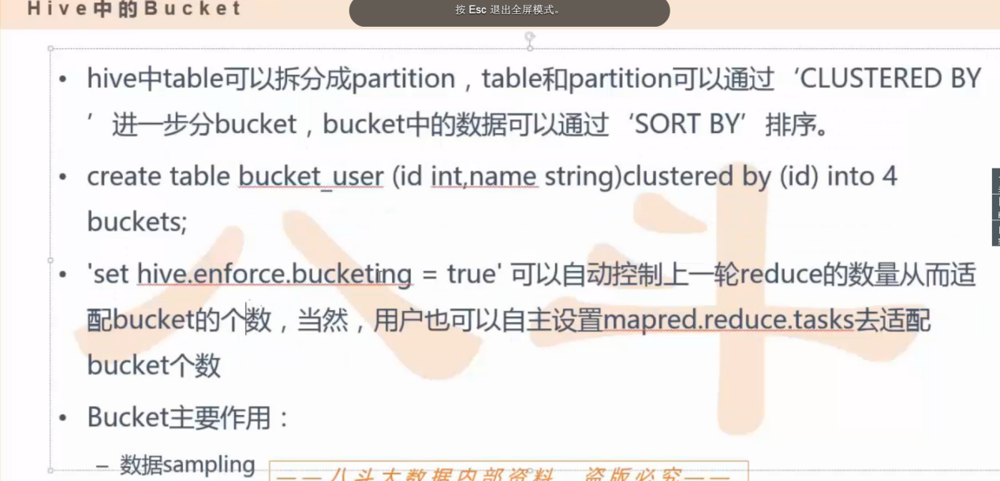 Hive中的Bucket
按 Esc 退出全屏模式。
• hive中table可以拆分成partition，table和partition可以通过‘CLUSTERED BY
’进一步分bucket，bucket中的数据可以通过‘SORT BY’排序。
• create table bucket_user (id int,name string)clustered by (id) into 4
buckets;
• 'set hive.enforce.bucketing = true' 可以自动控制上一轮reduce的数量从而适
配bucket的个数，当然，用户也可以自主设置mapred.reduce.tasks去适配
bucket个数
• Bucket主要作用：
– 数据sampling
八斗
——八斗大数据内部资料，盗版必究——